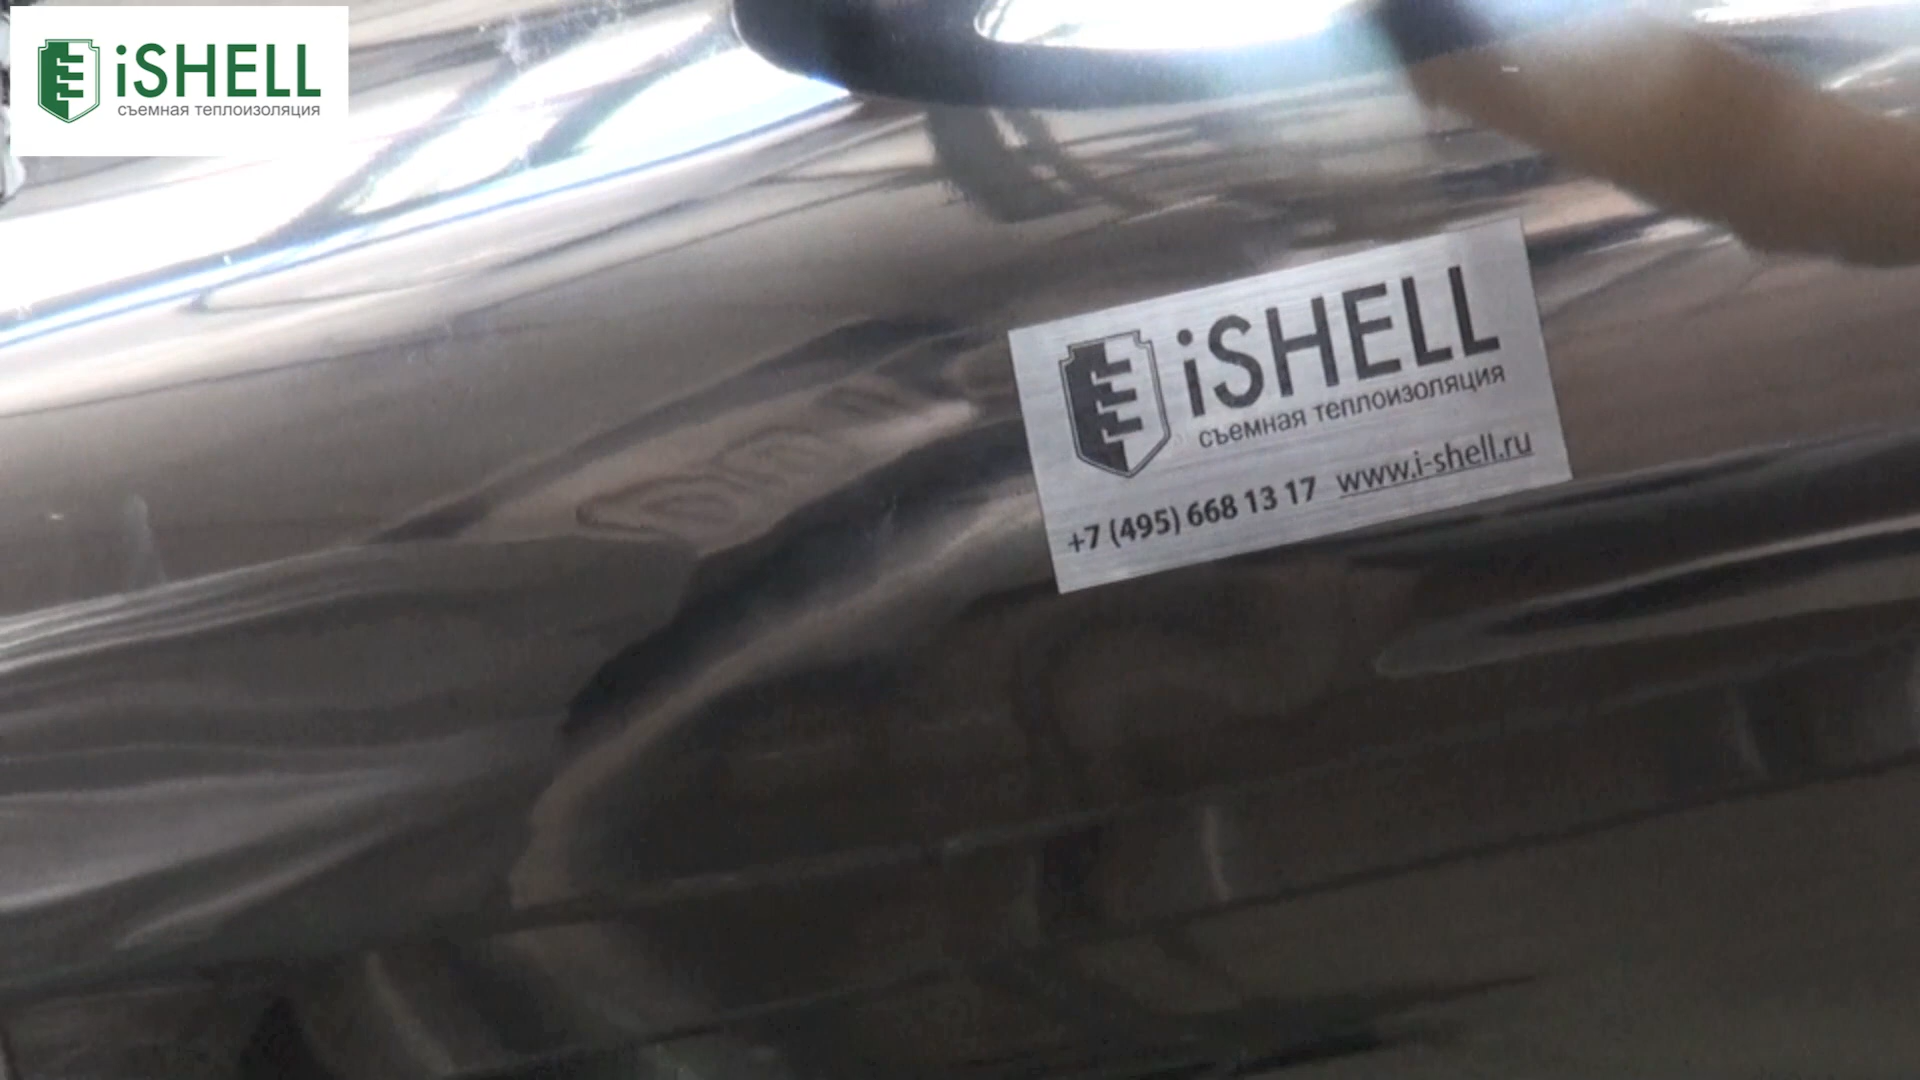 iSHELL
съемная теплоизоляция
iSHELL
съемная теплоизоляция
+7 (495) 668 13 17 www.i-shell.ru